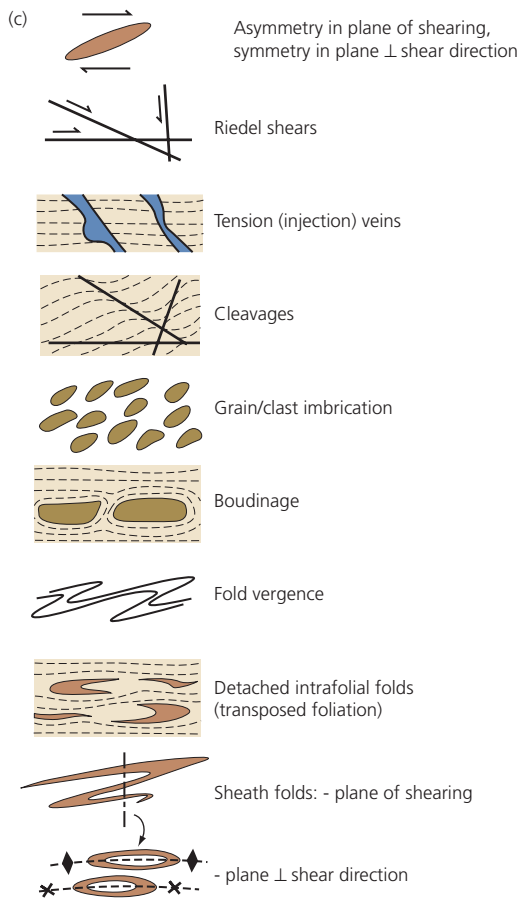 (c)
Asymmetry in plane of shearing,
symmetry in plane ⊥ shear direction
Riedel shears
Tension (injection) veins
Cleavages
Grain/clast imbrication
Boudinage
Fold vergence
Detached intrafolial folds
(transposed foliation)
Sheath folds: - plane of shearing
- plane ⊥ shear direction